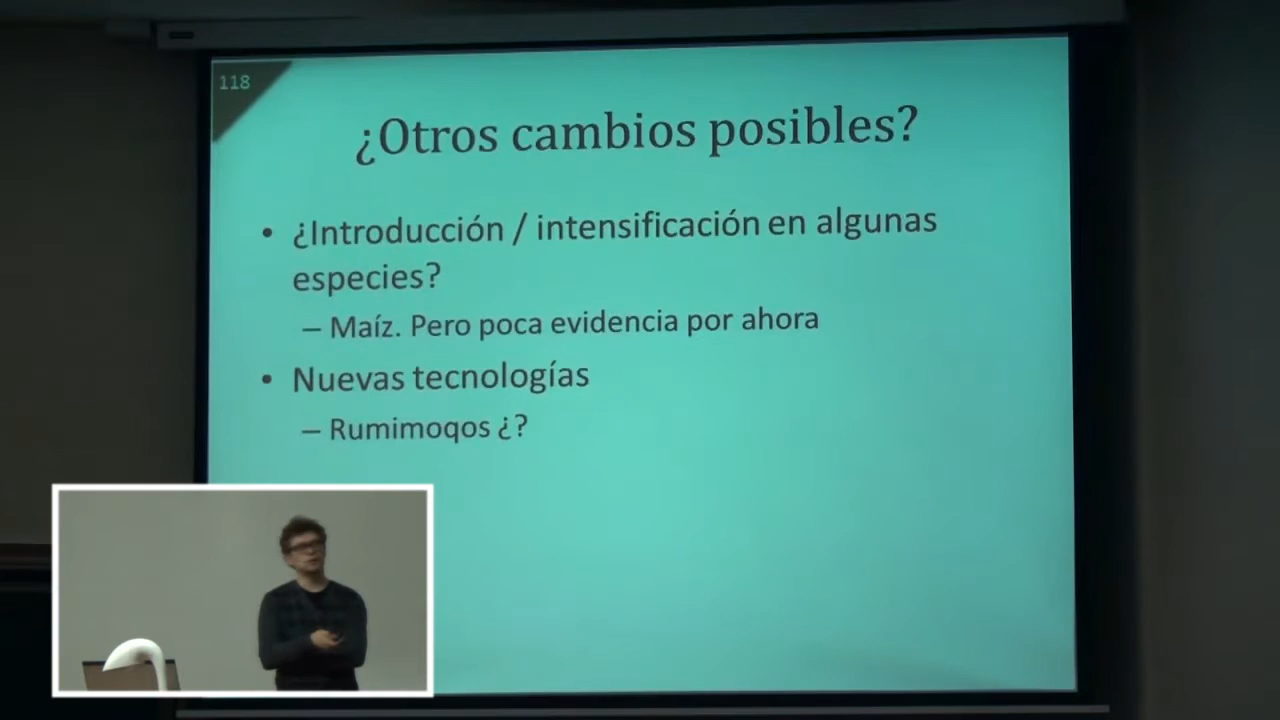 118
¿Otros cambios posibles?
• ¿Introducción / intensificación en algunas
especies?
– Maíz. Pero poca evidencia por ahora
• Nuevas tecnologías
– Rumimoqos ¿?